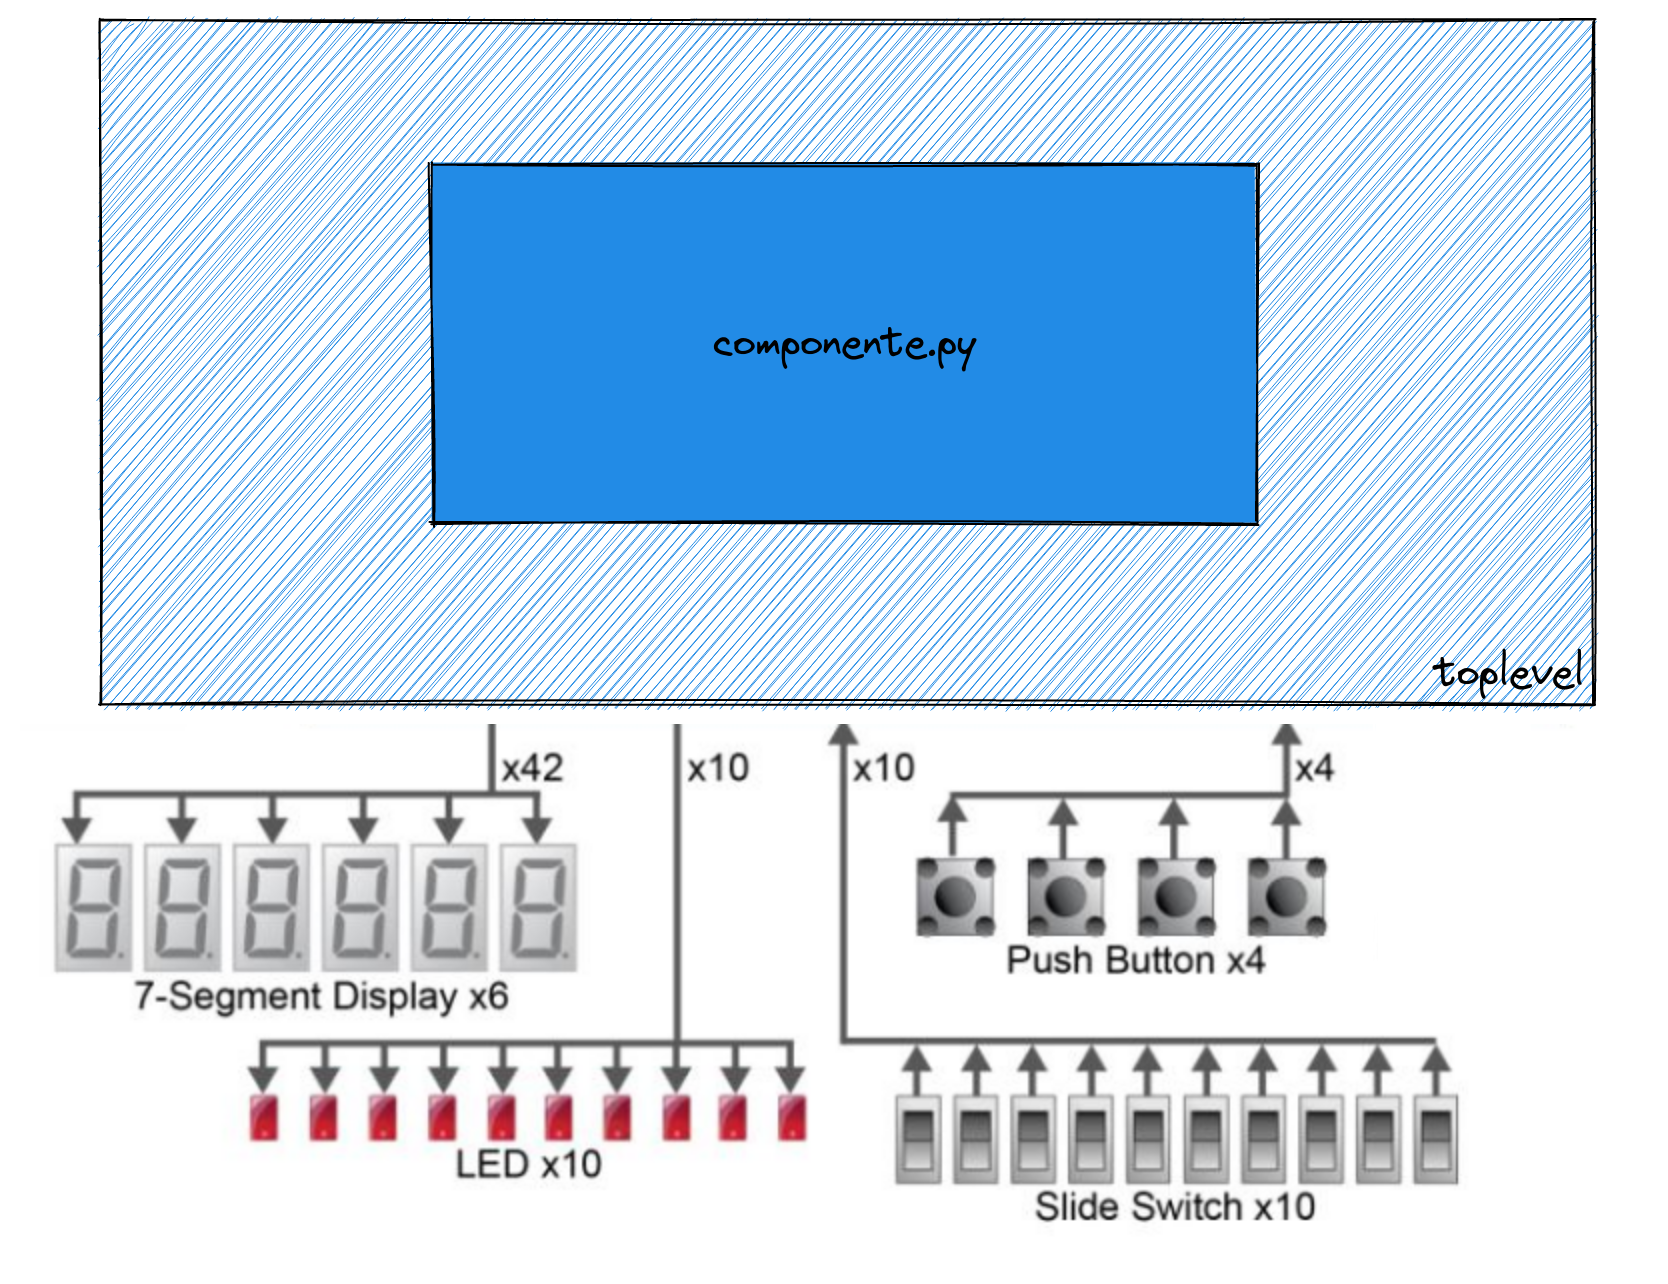 componente.py
toplevel
x42
x10
x10
x4
Push Button x4
7-Segment Display x6
LED x10
Slide Switch x10